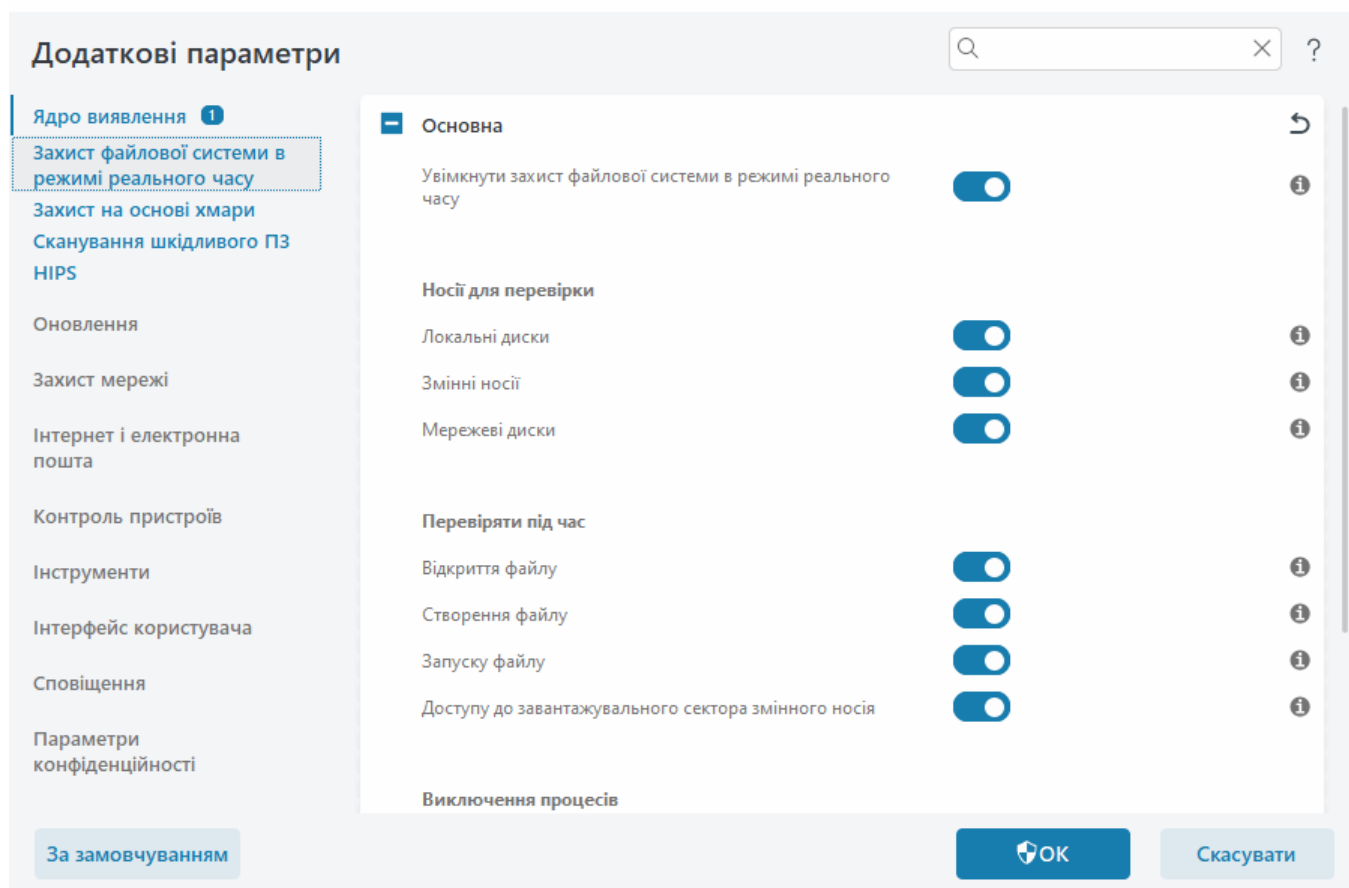 Додаткові параметри
?
Ядро виявлення 1
Захист файлової системи в
режимі реального часу
Захист на основі хмари
Сканування шкідливого ПЗ
HIPS
Оновлення
Захист мережі
Інтернет і електронна
пошта
Контроль пристроїв
Інструменти
Інтерфейс користувача
Сповіщення
Параметри
конфіденційності
Основна
Увімкнути захист файлової системи в режимі реального
часу
Носії для перевірки
Локальні диски
Змінні носії
Мережеві диски
Перевіряти під час
Відкриття файлу
Створення файлу
Запуску файлу
Доступу до завантажувального сектора змінного носія
Виключення процесів
За замовчуванням
ОК
Скасувати